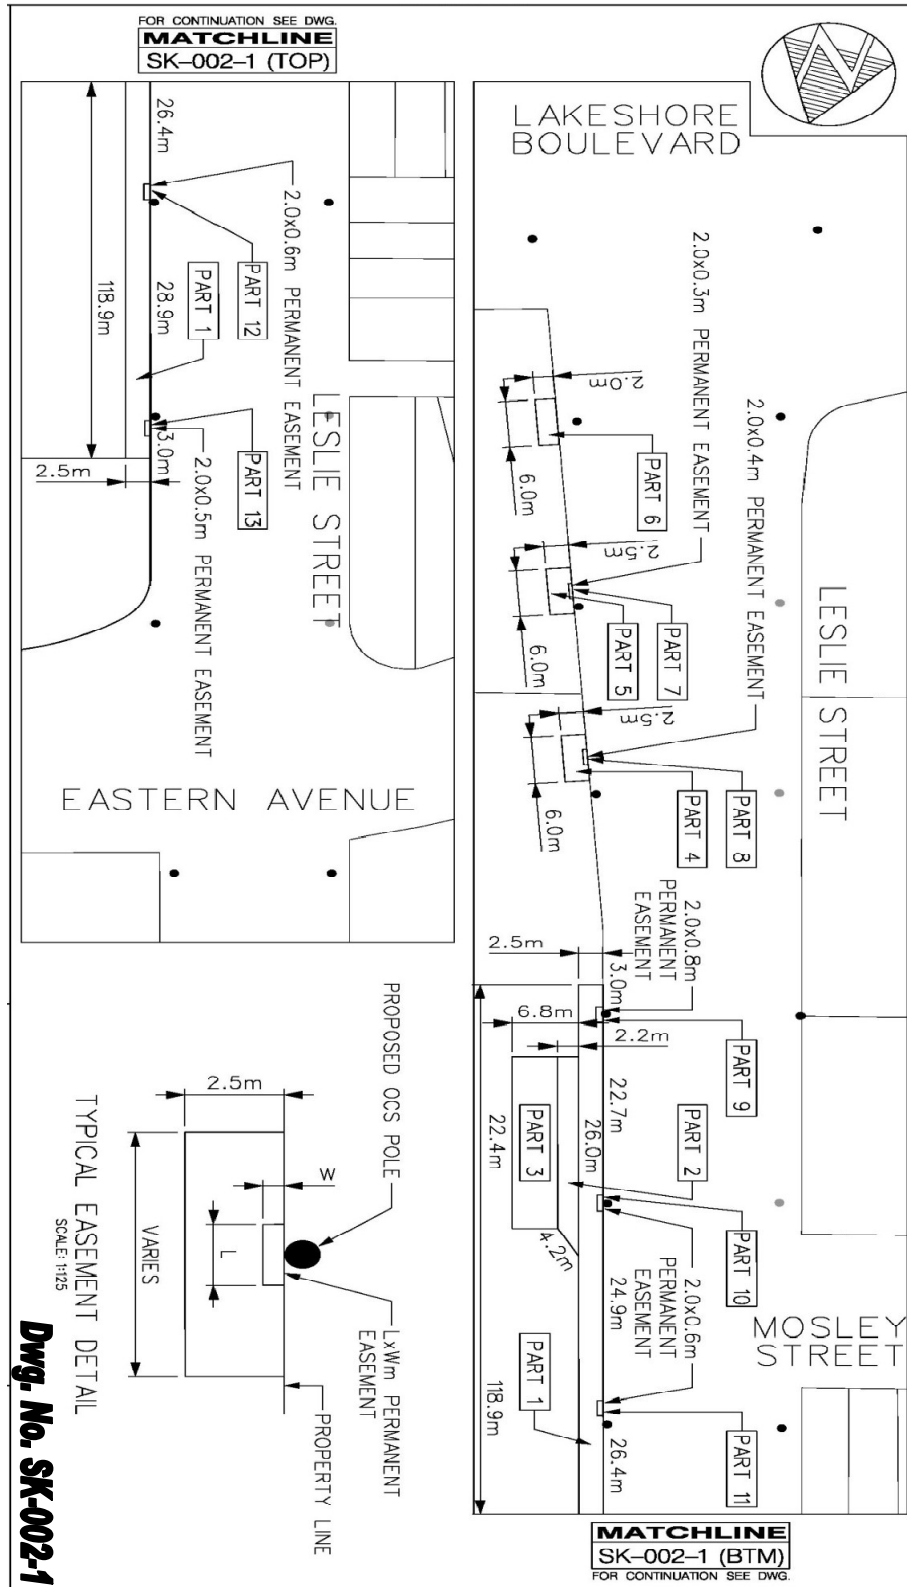 FOR CONTINUATION SEE DWG.
MATCHLINE
SK-002-1 (TOP)
26.4m
2.0x0.6m PERMANENT EASEMENT
PART 12
PART 1
118.9m
28.9m
LESLIE STREET
3.0m
2.5m
PART 13
2.0x0.5m PERMANENT EASEMENT
EASTERN AVENUE
N
LAKESHORE
BOULEVARD
2.0x0.3m PERMANENT EASEMENT
2.0m
PART 6
6.0m
2.0x0.4m PERMANENT EASEMENT
2.5m
PART 7
PART 5
6.0m
LESLIE STREET
2.5m
PART 8
PART 4
6.0m
2.0x0.8m
PERMANENT
EASEMENT
2.5m
3.0m
6.8m
2.2m
PART 9
22.7m
PART 2
26.0m
PART 3
22.4m
4.2m
PART 10
2.0x0.6m
PERMANENT
EASEMENT
24.9m
MOSLEY
STREET
PART 1
118.9m
PART 11
26.4m
MATCHLINE
SK-002-1 (BTM)
FOR CONTINUATION SEE DWG.
PROPOSED OCS POLE
2.5m
W
L
VARIES
LxWm PERMANENT
EASEMENT
PROPERTY LINE
TYPICAL EASEMENT DETAIL
SCALE: 1:125
Dwg. No. SK-002-1